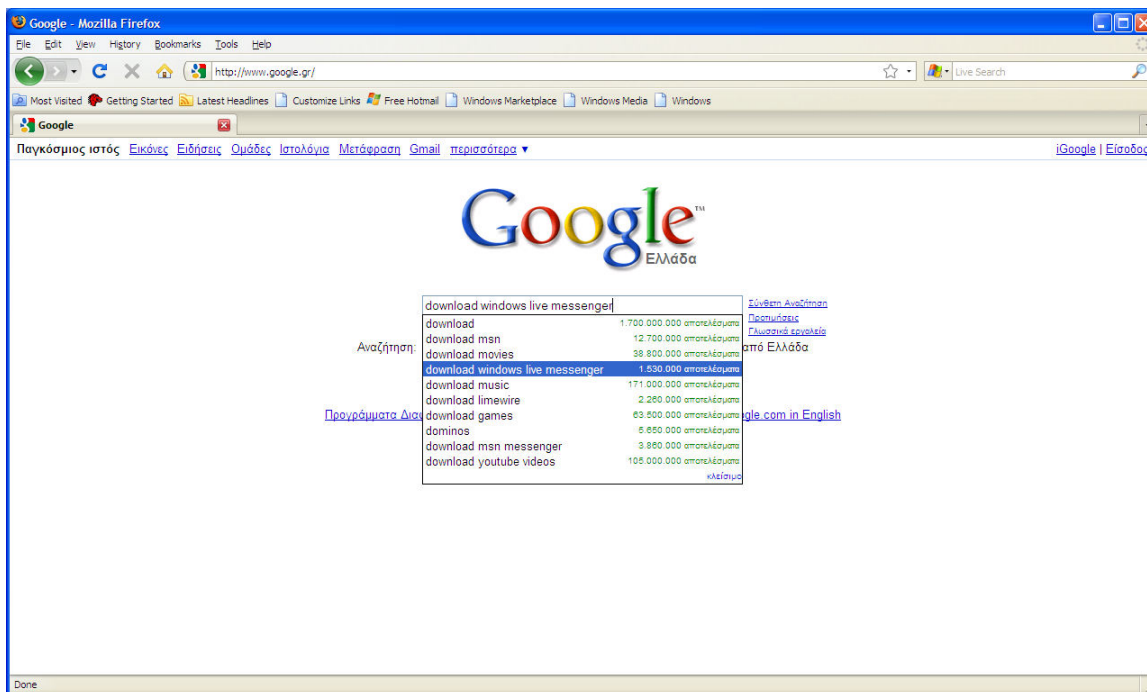 Google - Mozilla Firefox
File Edit View History Bookmarks Tools Help
http://www.google.gr/
Live Search
Most Visited Getting Started Latest Headlines Customize Links Free Hotmail Windows Marketplace Windows Media Windows
Google
Παγκόσμιος ιστός Εικόνες Ειδήσεις Ομάδες Ιστολόγια Μετάφραση Gmail περισσότερα ▼ iGoogle | Είσοδος
Google™
Ελλάδα
download windows live messenger
Σύνθετη Αναζήτηση
Προτιμήσεις
Γλωσσικά εργαλεία
download 1.700.000.000 αποτελέσματα
download msn 12.700.000 αποτελέσματα
Αναζήτηση: από Ελλάδα
download movies 38.800.000 αποτελέσματα
download windows live messenger 1.530.000 αποτελέσματα
download music 171.000.000 αποτελέσματα
download limewire 2.260.000 αποτελέσματα
Προγράμματα gle.com in English
download games 63.500.000 αποτελέσματα
dominos 5.650.000 αποτελέσματα
download msn messenger 3.860.000 αποτελέσματα
download youtube videos 105.000.000 αποτελέσματα
κλείσιμο
Done